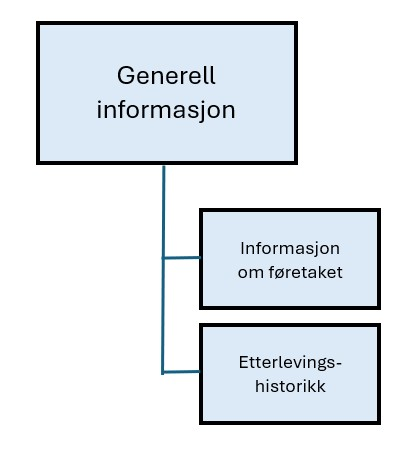 Generell
informasjon
Informasjon
om føretaket
Etterlevings-
historikk